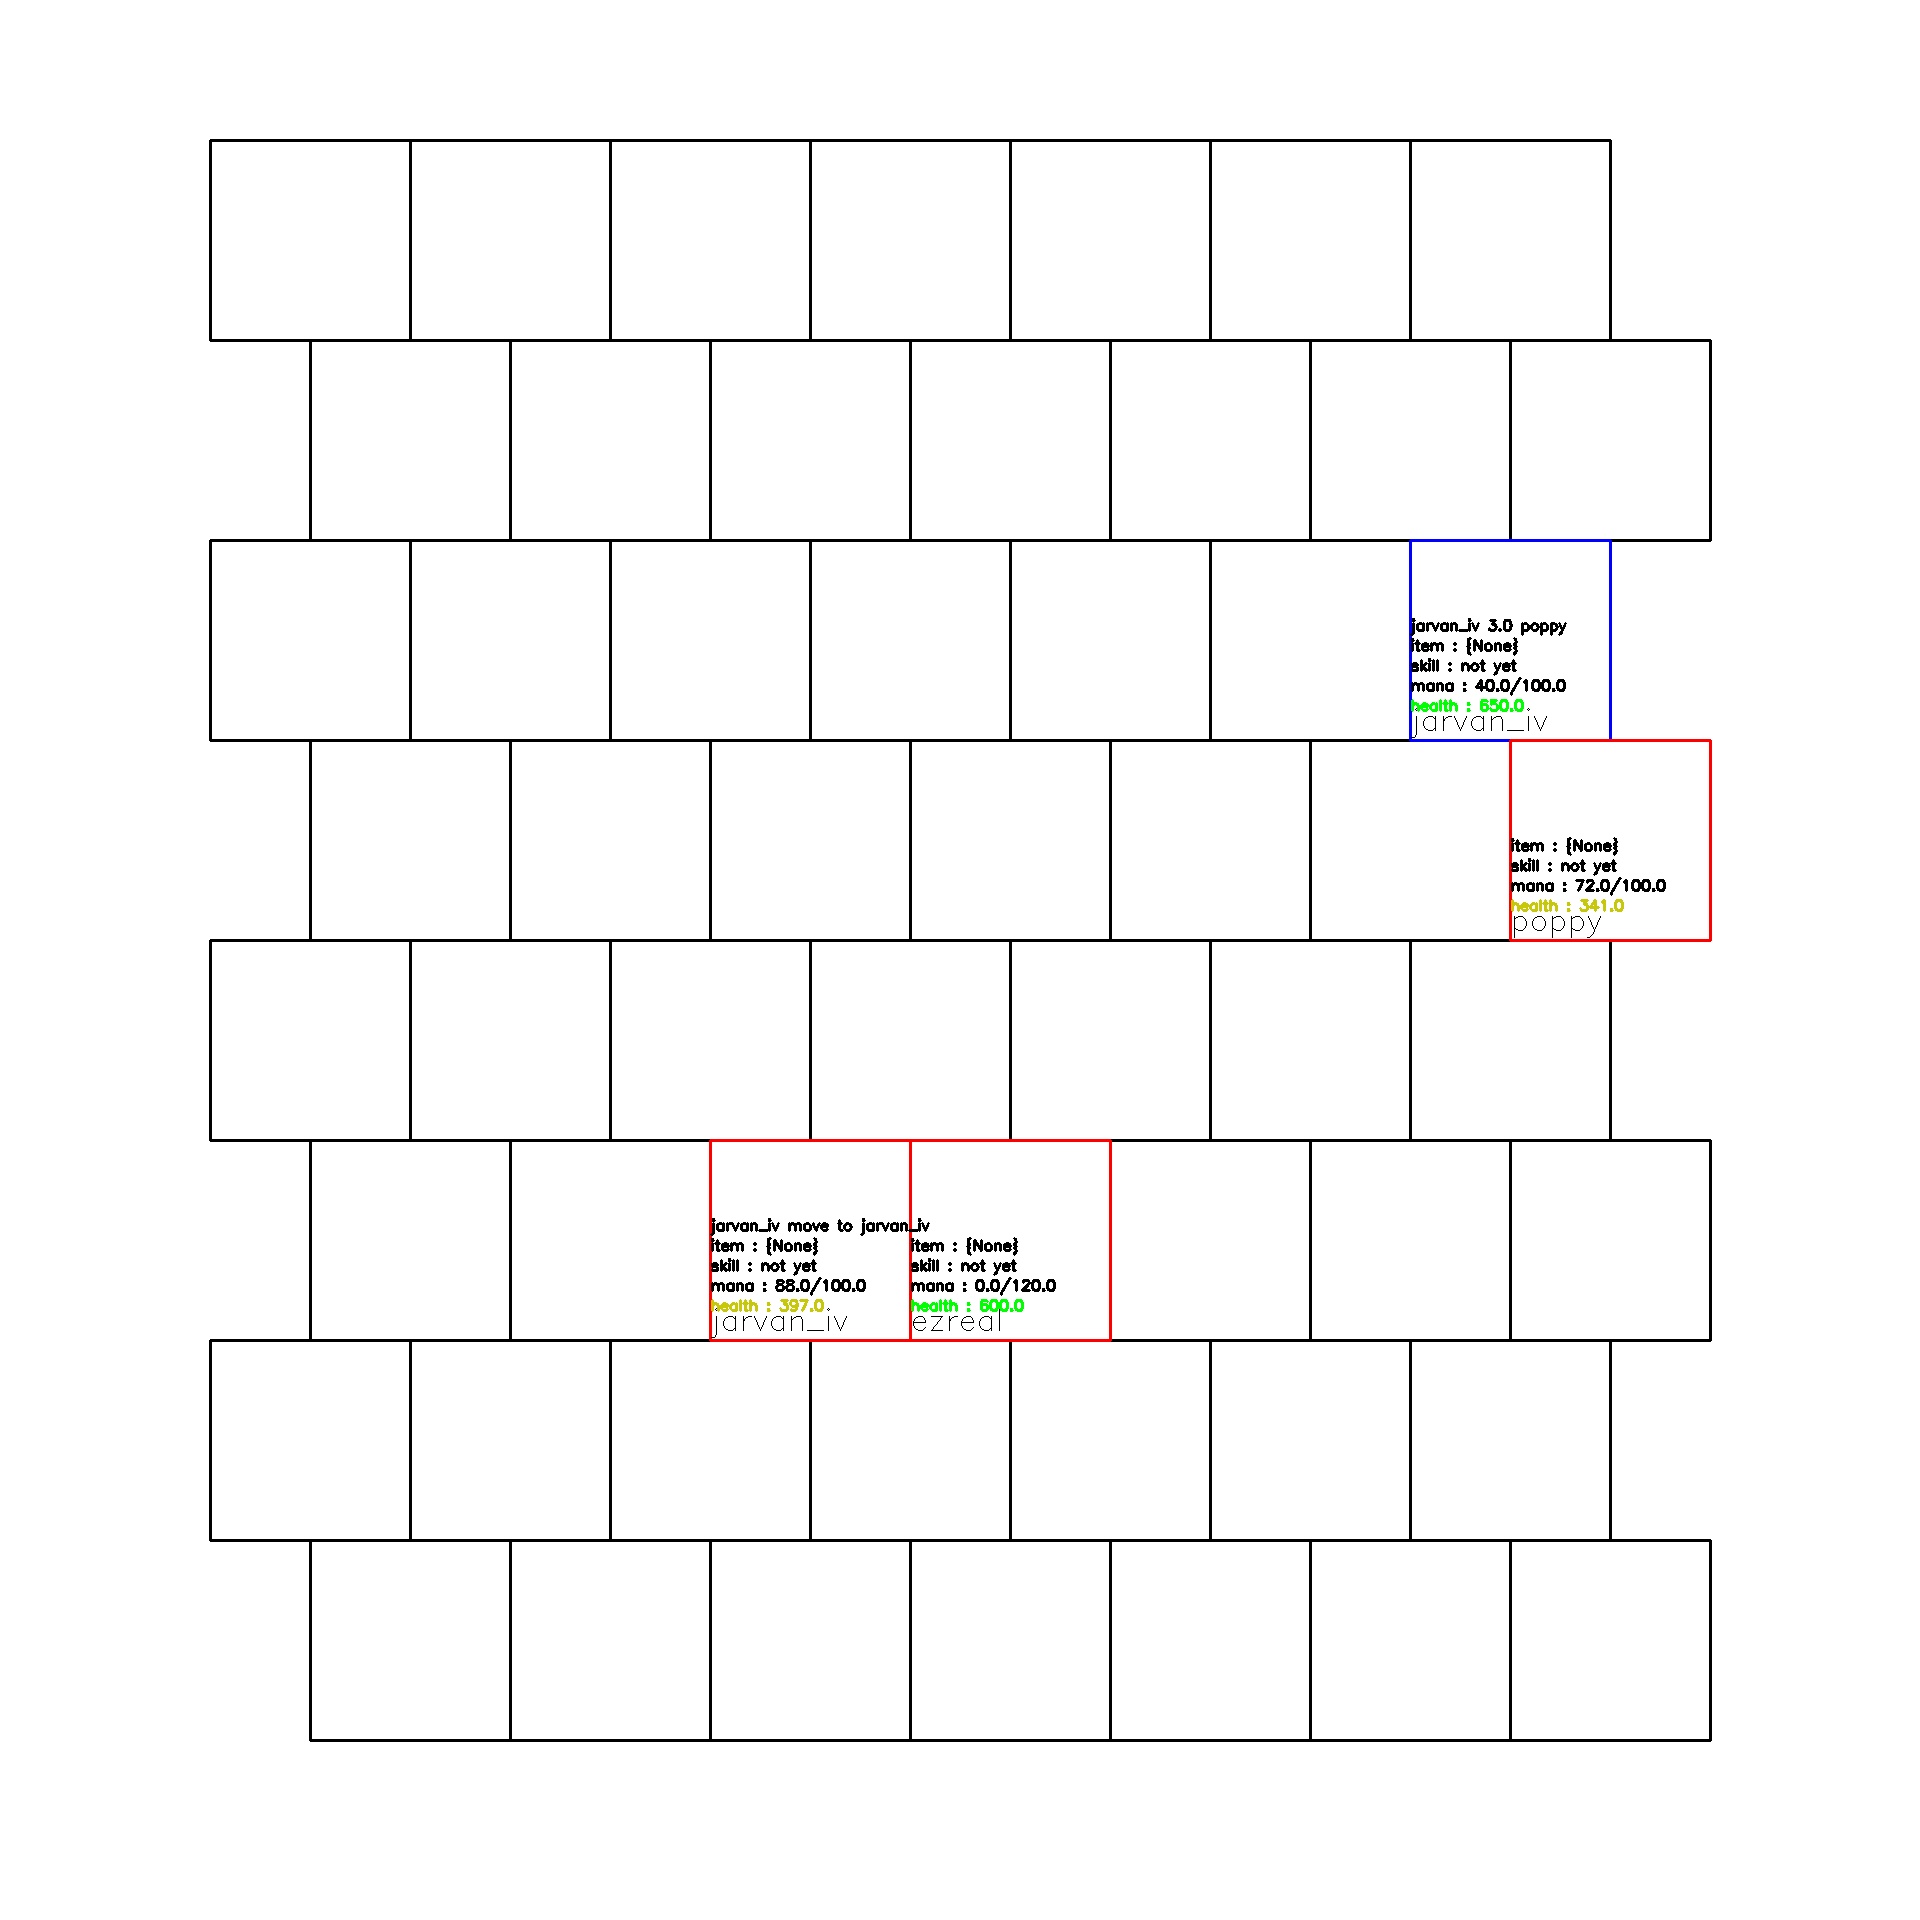 jarvan_iv 3.0 poppy
item : {None}
skill : not yet
mana : 40.0/100.0
health : 650.0
jarvan_iv
item : {None}
skill : not yet
mana : 72.0/100.0
health : 341.0
poppy
jarvan_iv move to jarvan_iv
item : {None}
skill : not yet
mana : 88.0/100.0
health : 397.0
jarvan_iv
item : {None}
skill : not yet
mana : 0.0/120.0
health : 600.0
ezreal